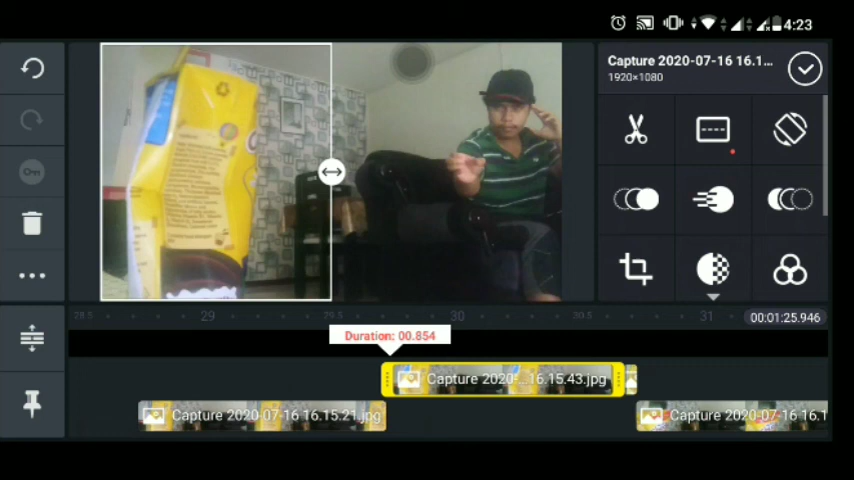 4:23
Capture 2020-07-16 16.1...
1920×1080
28.5 29 29.5 30 30.5 31 00:01:25.946
Duration: 00.854
Capture 2020-...16.15.43.jpg
Capture 2020-07-16 16.15.21.jpg
Capture 2020-07-16 16.1